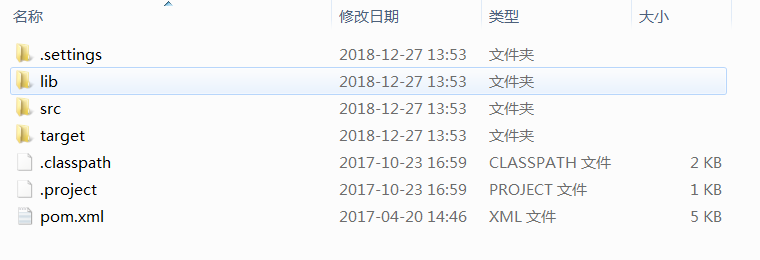 名称 修改日期 类型 大小
.settings 2018-12-27 13:53 文件夹
lib 2018-12-27 13:53 文件夹
src 2018-12-27 13:53 文件夹
target 2018-12-27 13:53 文件夹
.classpath 2017-10-23 16:59 CLASSPATH 文件 2 KB
.project 2017-10-23 16:59 PROJECT 文件 1 KB
pom.xml 2017-04-20 14:46 XML 文件 5 KB